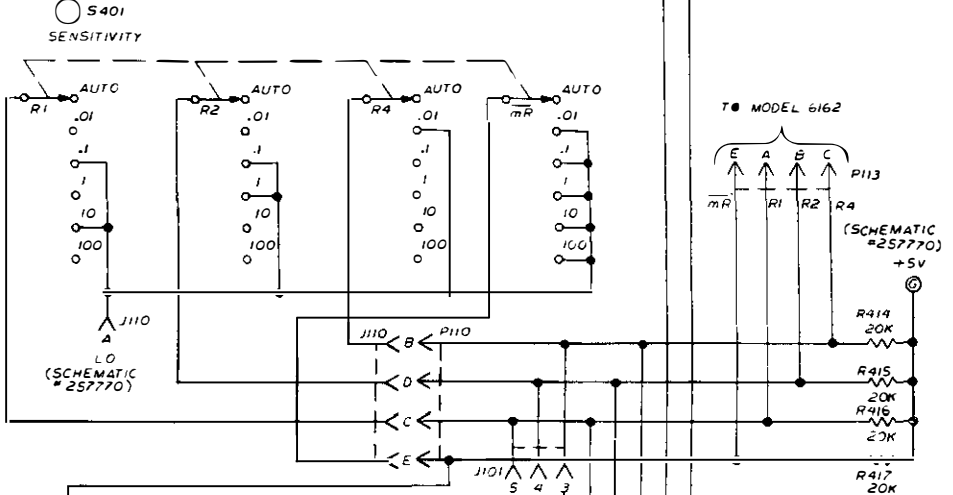 S401
SENSITIVITY
R1 AUTO
.01
.1
1
10
100
R2 AUTO
.01
.1
1
10
100
R4 AUTO
.01
.1
1
10
100
mR AUTO
.01
.1
1
10
100
TO MODEL 6162
E A B C
P113
mR R1 R2 R4
(SCHEMATIC
#257770)
+5V
G
J110
A
LO
(SCHEMATIC
#257770)
J110 P110
B
D
C
E
J101
5 4 3
R414
20K
R415
20K
R416
20K
R417
20K